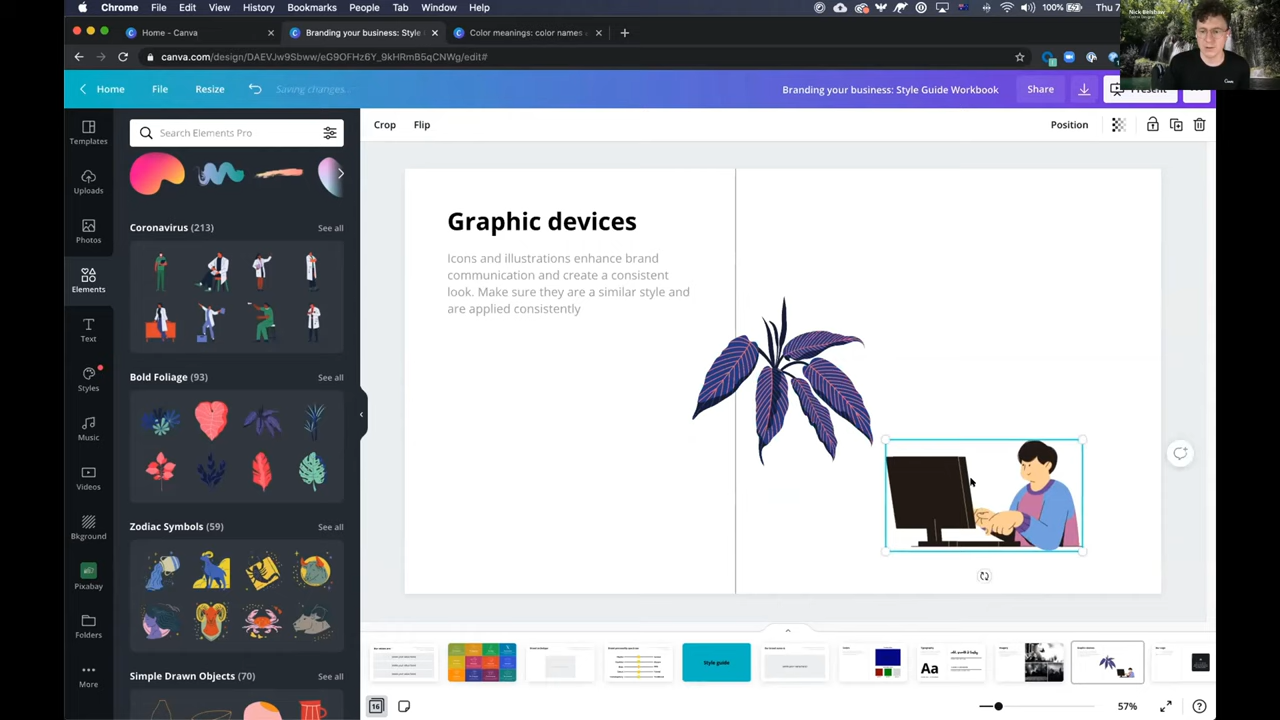 Chrome File Edit View History Bookmarks People Tab Window Help
100% Thu 7
Home - Canva
Branding your business: Style
Color meanings: color names
canva.com/design/DAEVJw9Sbww/eG9OFHz6Y_9kHRmB5qCNWg/edit#
Home File Resize Saving changes...
Branding your business: Style Guide Workbook Share Present
Templates
Uploads
Photos
Elements
Text
Styles
Music
Videos
Bkground
Pixabay
Folders
More
Search Elements Pro
Coronavirus (213) See all
Bold Foliage (93) See all
Zodiac Symbols (59) See all
Simple Drawn Objects (70) See all
Crop Flip
Position
Graphic devices
Icons and illustrations enhance brand
communication and create a consistent
look. Make sure they are a similar style and
are applied consistently
Style guide
Aa
16
57%